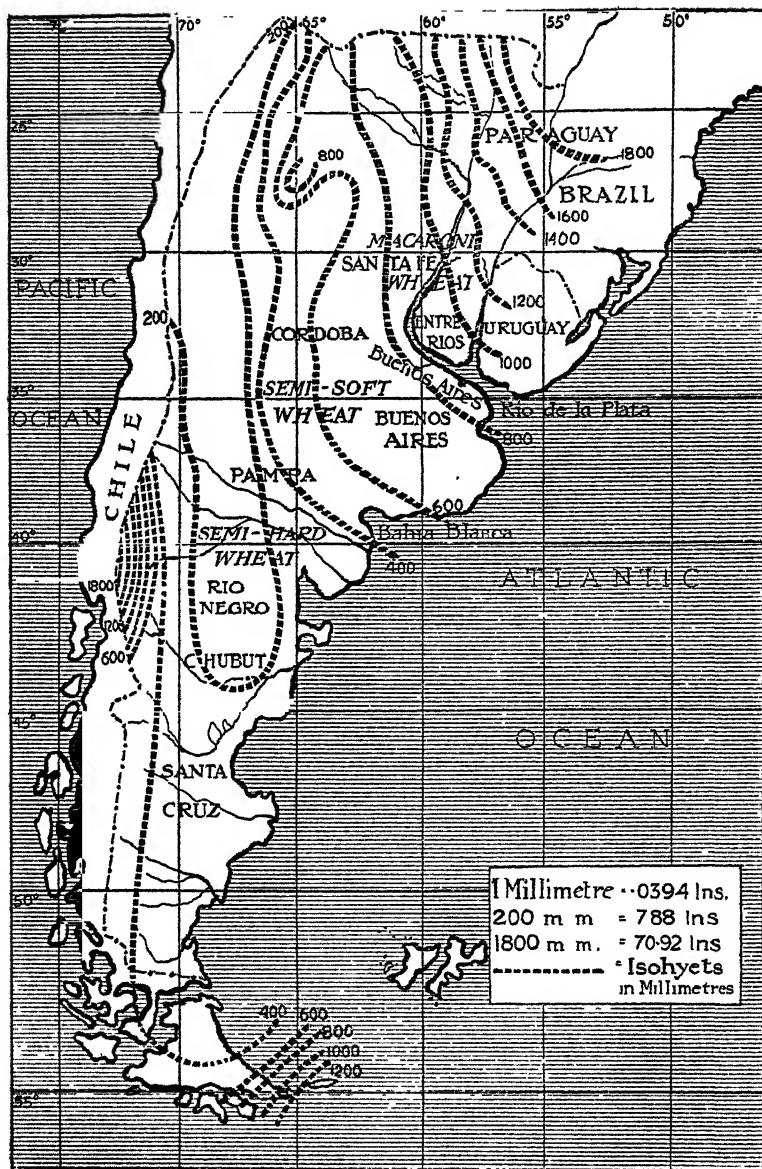 70°
200
65°
60°
55°
50°
25°
PARAGUAY
800
1800
BRAZIL
1600
1400
MACARONI
SANTA FE
WHEAT
30°
PACIFIC
200
1200
ENTRE
RIOS
URUGUAY
CORDOBA
1000
Buenos Aires
35°
SEMI-SOFT
WHEAT
OCEAN
BUENOS
AIRES
Rio de la Plata
800
CHILE
PAMPA
600
Bahia Blanca
40°
SEMI-HARD
WHEAT
400
ATLANTIC
1800
RIO
NEGRO
1200
600
CHUBUT
45°
OCEAN
SANTA
CRUZ
1 Millimetre ··0394 Ins.
200 m m = 788 Ins
1800 m m. = 70·92 Ins
= Isohyets
in Millimetres
50°
400
600
800
1000
1200
55°